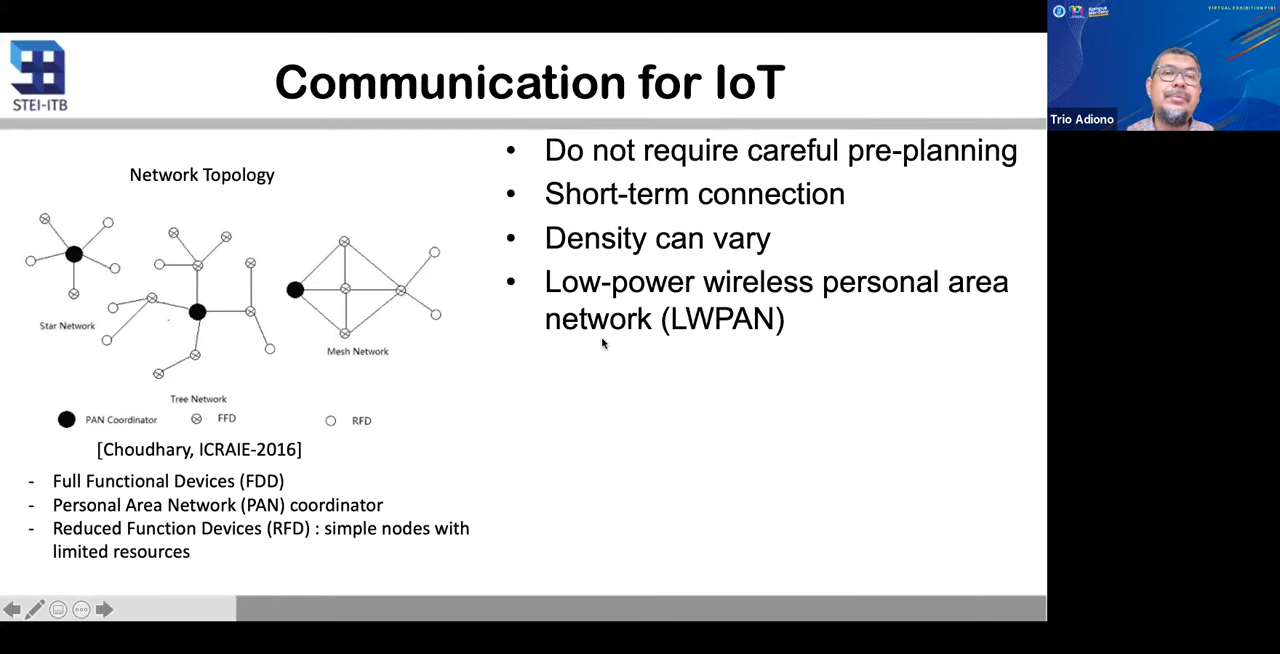 STEI-ITB
Communication for IoT
Network Topology
Star Network
Tree Network
Mesh Network
PAN Coordinator
FFD
RFD
[Choudhary, ICRAIE-2016]
- Full Functional Devices (FDD)
- Personal Area Network (PAN) coordinator
- Reduced Function Devices (RFD) : simple nodes with
limited resources
• Do not require careful pre-planning
• Short-term connection
• Density can vary
• Low-power wireless personal area
network (LWPAN)
Kampus
Merdeka
VIRTUAL EXHIBITION P2D1
Trio Adiono